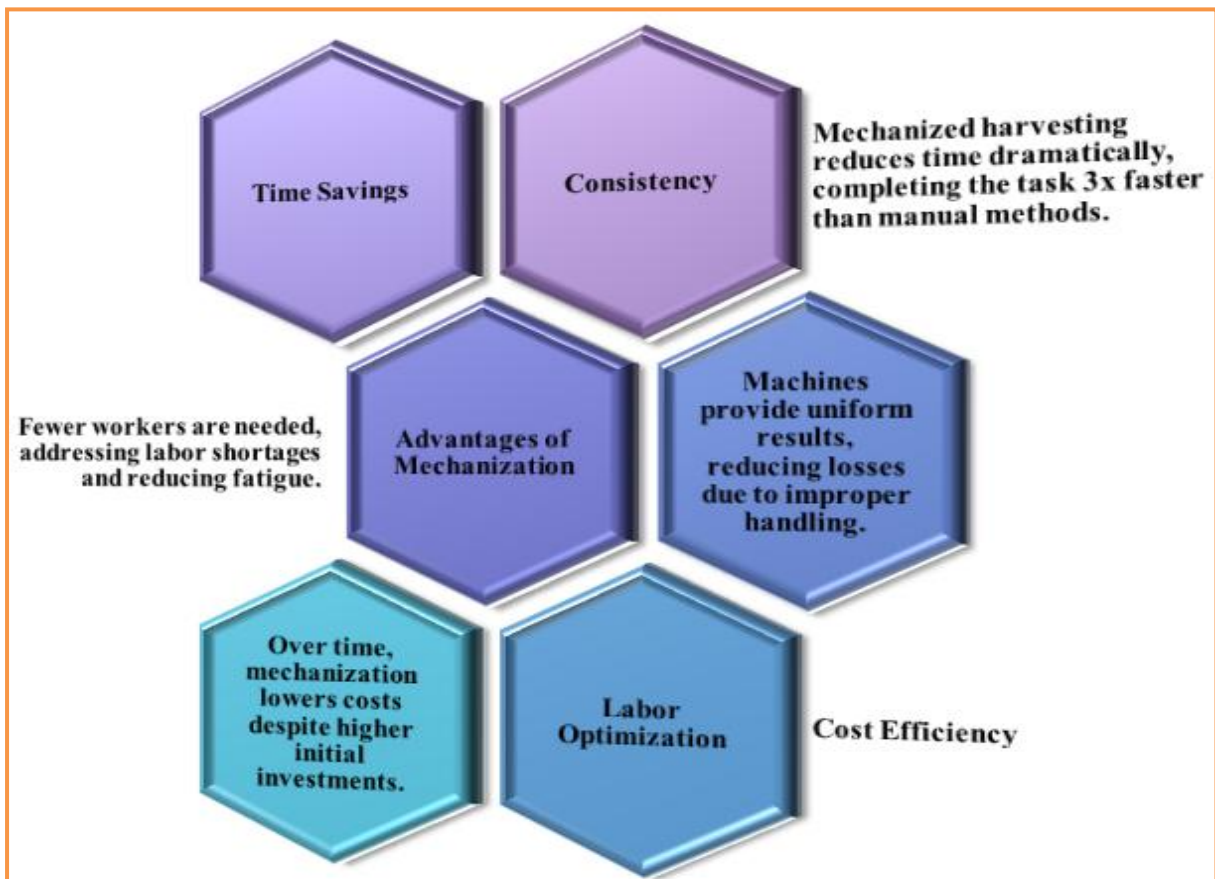 Time Savings
Consistency
Mechanized harvesting
reduces time dramatically,
completing the task 3x faster
than manual methods.
Fewer workers are needed,
addressing labor shortages
and reducing fatigue.
Advantages of
Mechanization
Machines
provide uniform
results,
reducing losses
due to improper
handling.
Over time,
mechanization
lowers costs
despite higher
initial
investments.
Labor
Optimization
Cost Efficiency